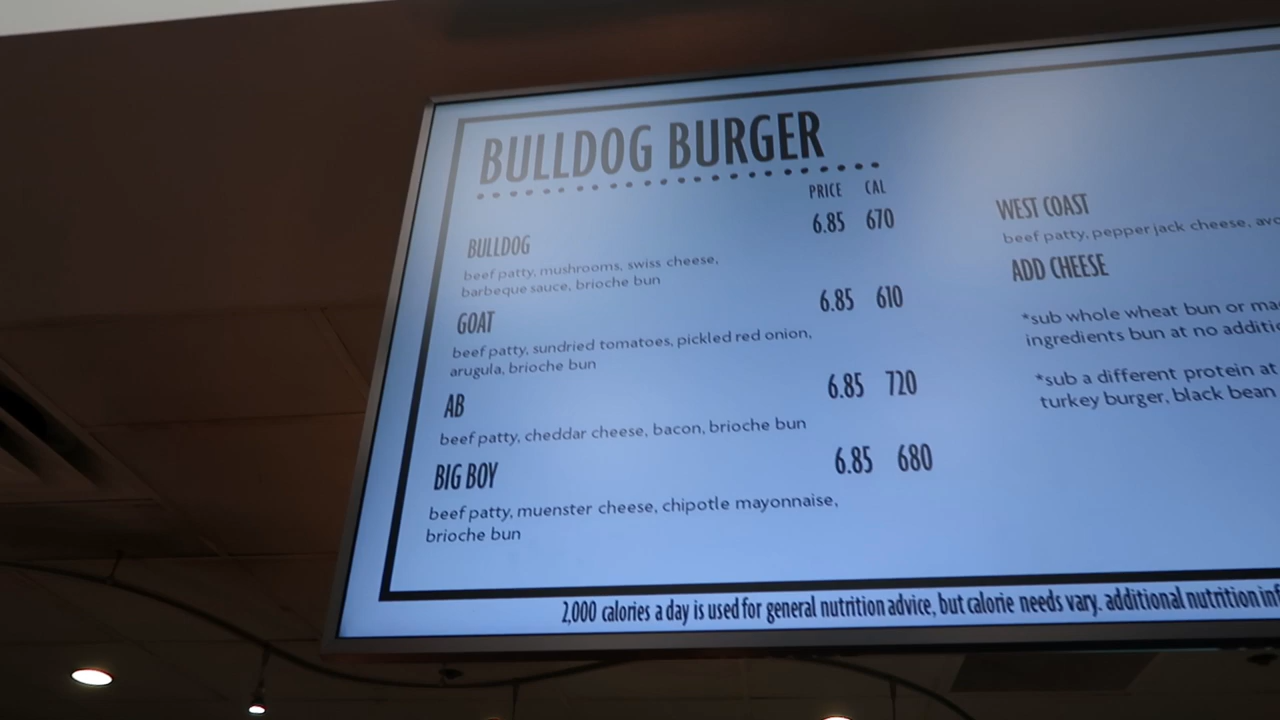 BULLDOG BURGER
PRICE CAL
BULLDOG 6.85 670
beef patty, mushrooms, swiss cheese,
barbeque sauce, brioche bun
GOAT 6.85 610
beef patty, sundried tomatoes, pickled red onion,
arugula, brioche bun
AB 6.85 720
beef patty, cheddar cheese, bacon, brioche bun
BIG BOY 6.85 680
beef patty, muenster cheese, chipotle mayonnaise,
brioche bun
WEST COAST
beef patty, pepper jack cheese,
ADD CHEESE
*sub whole wheat bun or
ingredients bun at no
*sub a different protein at
turkey burger, black bean
2,000 calories a day is used for general nutrition advice, but calorie needs vary. additional nutrition